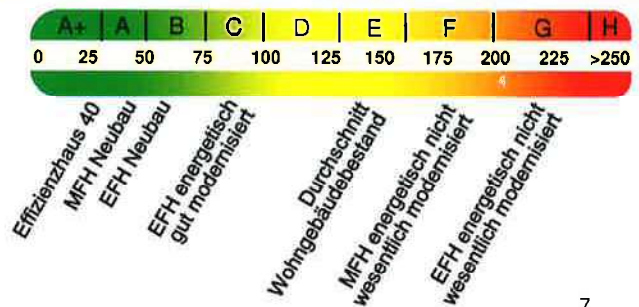 A+ A B C D E F G H
0 25 50 75 100 125 150 175 200 225 >250
4
Effizienzhaus 40
MFH Neubau
EFH Neubau
EFH energetisch
gut modernisiert
Durchschnitt
Wohngebäudebestand
MFH energetisch nicht
wesentlich modernisiert
EFH energetisch nicht
wesentlich modernisiert
7